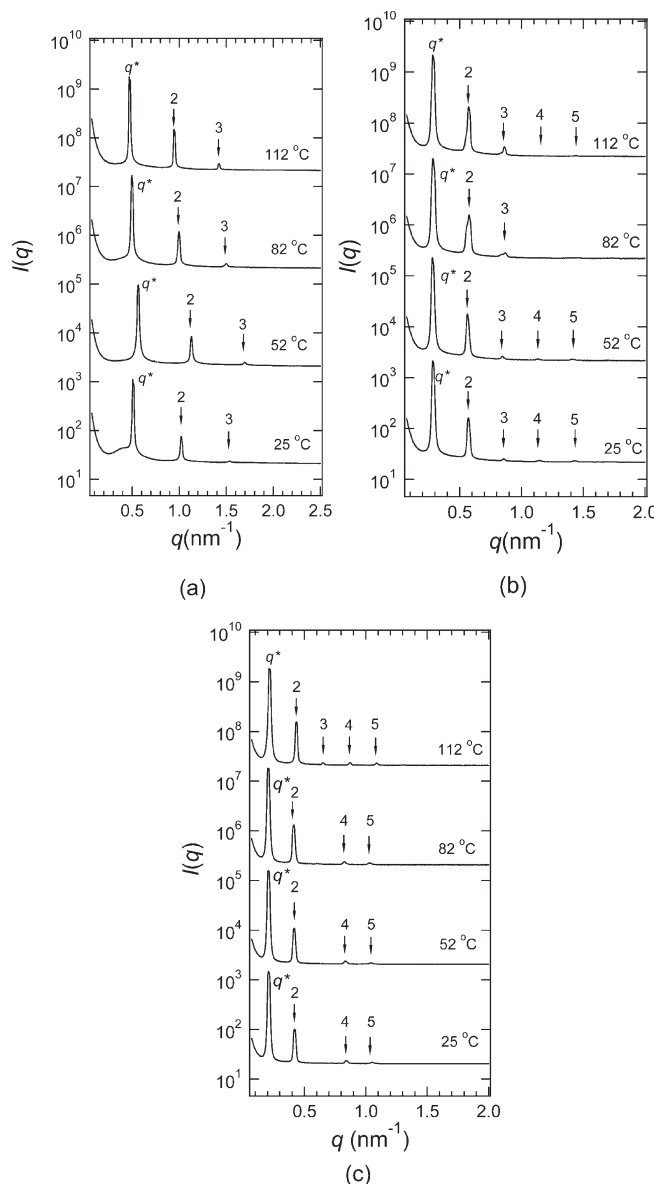 10^10
10^9
10^8
10^7
10^6
10^5
10^4
10^3
10^2
10^1
I(q)
q*
2
3
112 °C
q*
2
3
82 °C
q*
2
3
52 °C
q*
2
3
25 °C
0.5 1.0 1.5 2.0 2.5
q(nm⁻¹)
(a)
10^10
10^9
10^8
10^7
10^6
10^5
10^4
10^3
10^2
10^1
I(q)
q*
2
3 4 5
112 °C
q*
2
3
82 °C
q*
2
3 4 5
52 °C
q*
2
3 4 5
25 °C
0.5 1.0 1.5 2.0
q(nm⁻¹)
(b)
10^10
10^9
10^8
10^7
10^6
10^5
10^4
10^3
10^2
10^1
I(q)
q*
2
3 4 5
112 °C
q*
2
4 5
82 °C
q*
2
4 5
52 °C
q*
2
4 5
25 °C
0.5 1.0 1.5 2.0
q (nm⁻¹)
(c)